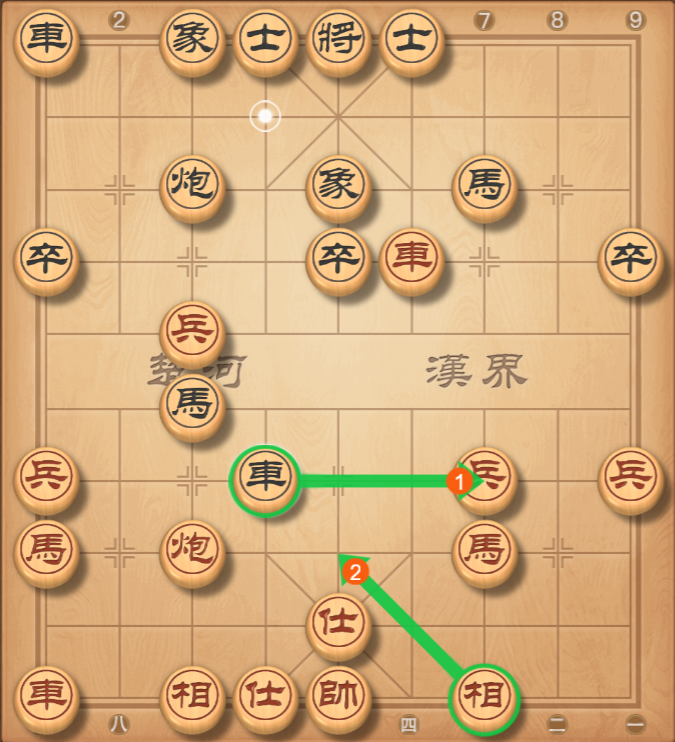 2 7 8 9
車 象 士 將 士
炮 象 馬
卒 卒 車 卒
兵
楚河 漢界
馬
兵 車 兵 1 兵
馬 炮 馬
2
仕
車 相 仕 帥 相
八 四 二 一